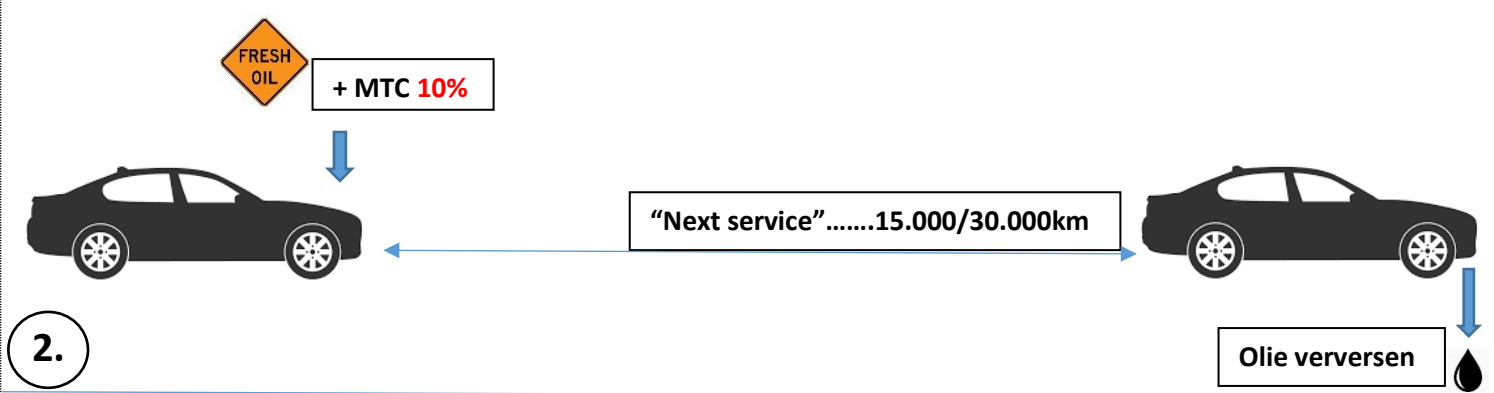 FRESH
OIL
+ MTC 10%
“Next service”…….15.000/30.000km
2.
Olie verversen